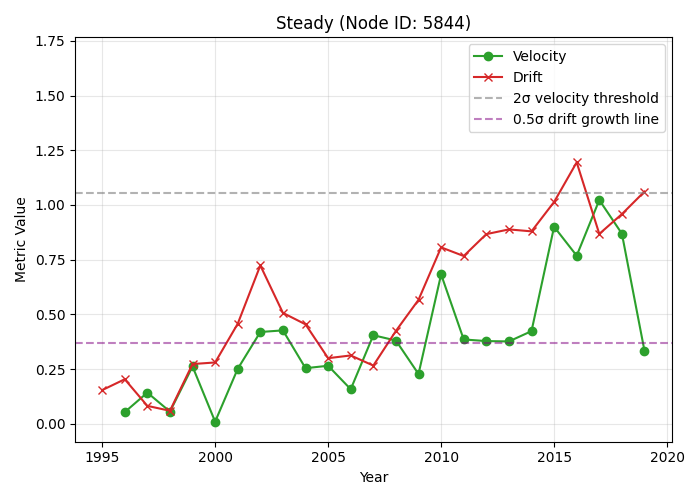 Steady (Node ID: 5844)
Velocity
Drift
2σ velocity threshold
0.5σ drift growth line
Metric Value
1.75
1.50
1.25
1.00
0.75
0.50
0.25
0.00
1995 2000 2005 2010 2015 2020
Year